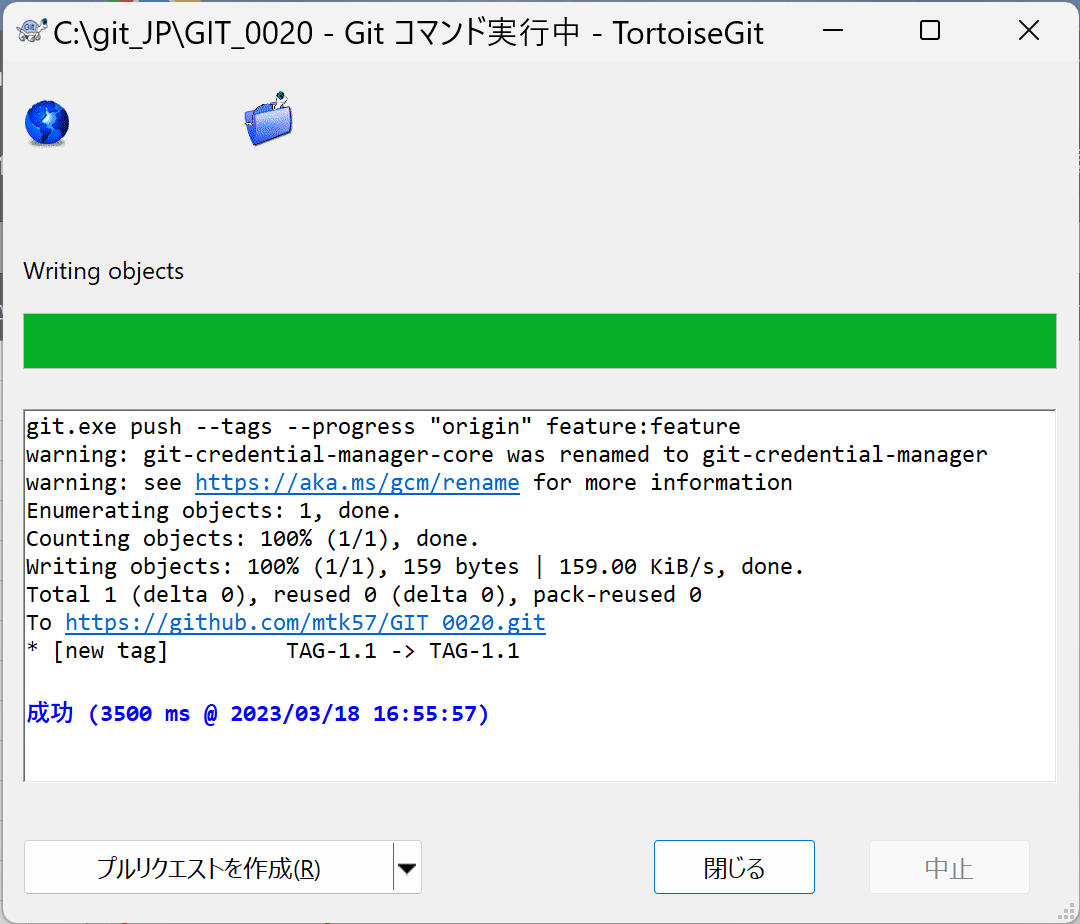 C:\git_JP\GIT_0020 - Git コマンド実行中 - TortoiseGit
Writing objects
git.exe push --tags --progress "origin" feature:feature
warning: git-credential-manager-core was renamed to git-credential-manager
warning: see https://aka.ms/gcm/rename for more information
Enumerating objects: 1, done.
Counting objects: 100% (1/1), done.
Writing objects: 100% (1/1), 159 bytes | 159.00 KiB/s, done.
Total 1 (delta 0), reused 0 (delta 0), pack-reused 0
To https://github.com/mtk57/GIT_0020.git
* [new tag]         TAG-1.1 -> TAG-1.1
成功 (3500 ms @ 2023/03/18 16:55:57)
プルリクエストを作成(R)
閉じる
中止